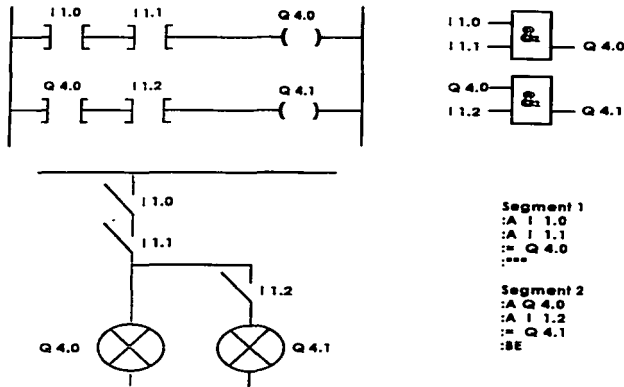 I 1.0 I 1.1 Q 4.0
Q 4.0 I 1.2 Q 4.1
I 1.0
I 1.1
&
Q 4.0
Q 4.0
I 1.2
&
Q 4.1
I 1.0
I 1.1
I 1.2
Q 4.0
Q 4.1
Segment 1
:A I 1.0
:A I 1.1
:= Q 4.0
:***
Segment 2
:A Q 4.0
:A I 1.2
:= Q 4.1
:BE